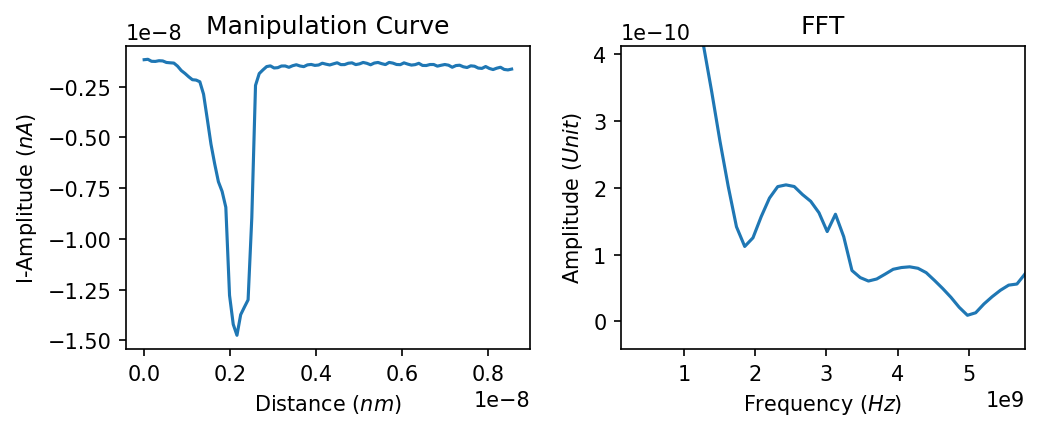 Manipulation Curve
1e−8
−0.25
−0.50
−0.75
−1.00
−1.25
−1.50
I-Amplitude (nA)
0.0 0.2 0.4 0.6 0.8
1e−8
Distance (nm)
FFT
1e−10
4
3
2
1
0
Amplitude (Unit)
1 2 3 4 5
1e9
Frequency (Hz)